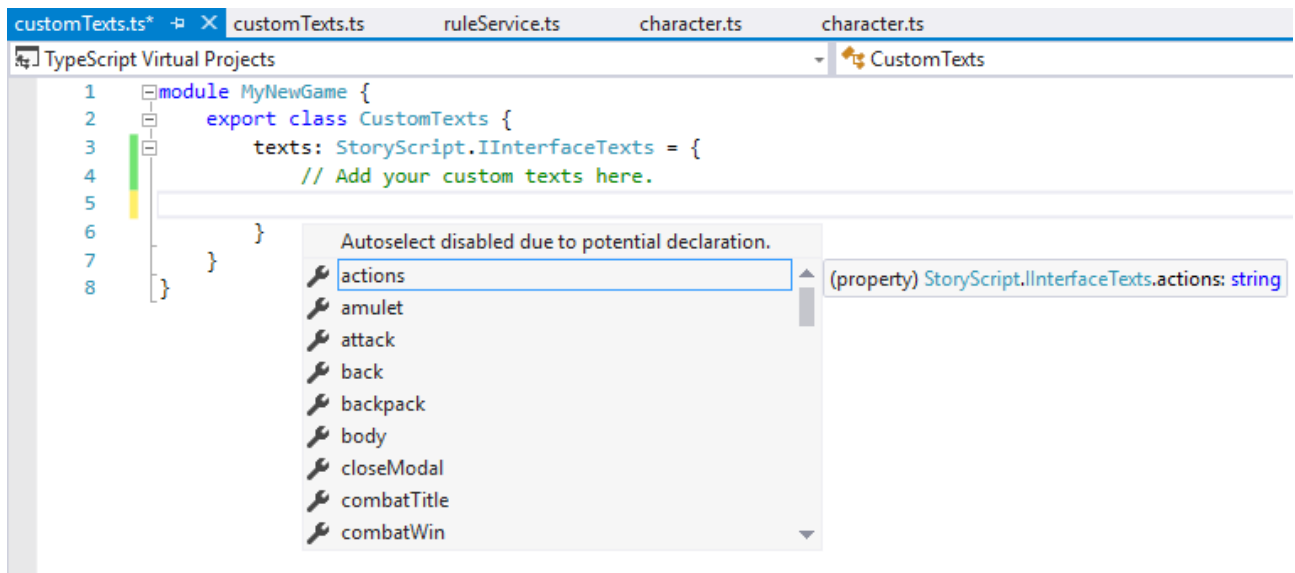 customTexts.ts* customTexts.ts ruleService.ts character.ts character.ts
TypeScript Virtual Projects CustomTexts
1 module MyNewGame {
2 export class CustomTexts {
3 texts: StoryScript.IInterfaceTexts = {
4 // Add your custom texts here.
5
6 }
7 }
8 }
Autoselect disabled due to potential declaration.
actions
(property) StoryScript.IInterfaceTexts.actions: string
amulet
attack
back
backpack
body
closeModal
combatTitle
combatWin